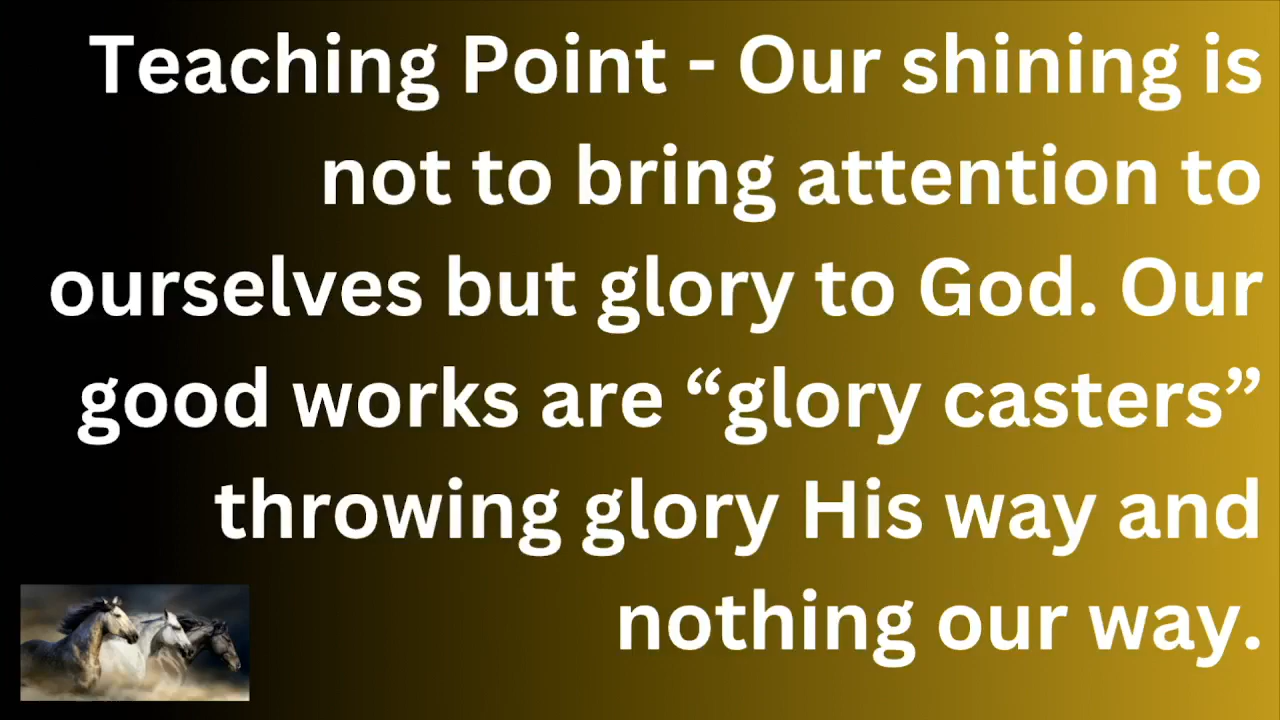 Teaching Point - Our shining is
not to bring attention to
ourselves but glory to God. Our
good works are “glory casters”
throwing glory His way and
nothing our way.